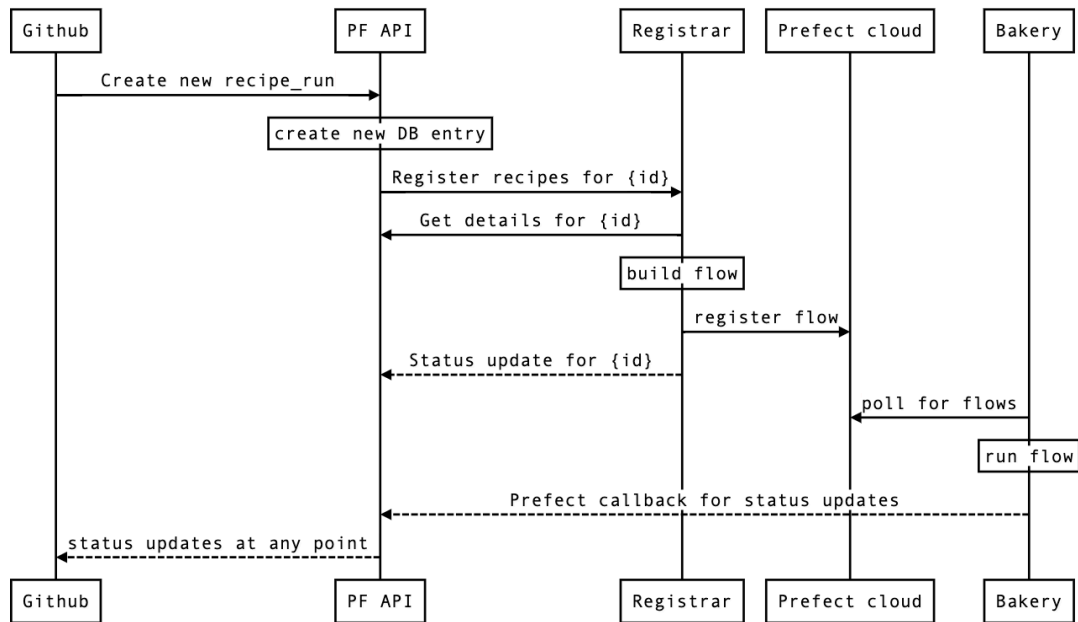 Github
PF API
Registrar
Prefect cloud
Bakery
Create new recipe_run
create new DB entry
Register recipes for {id}
Get details for {id}
build flow
register flow
Status update for {id}
poll for flows
run flow
Prefect callback for status updates
status updates at any point
Github
PF API
Registrar
Prefect cloud
Bakery